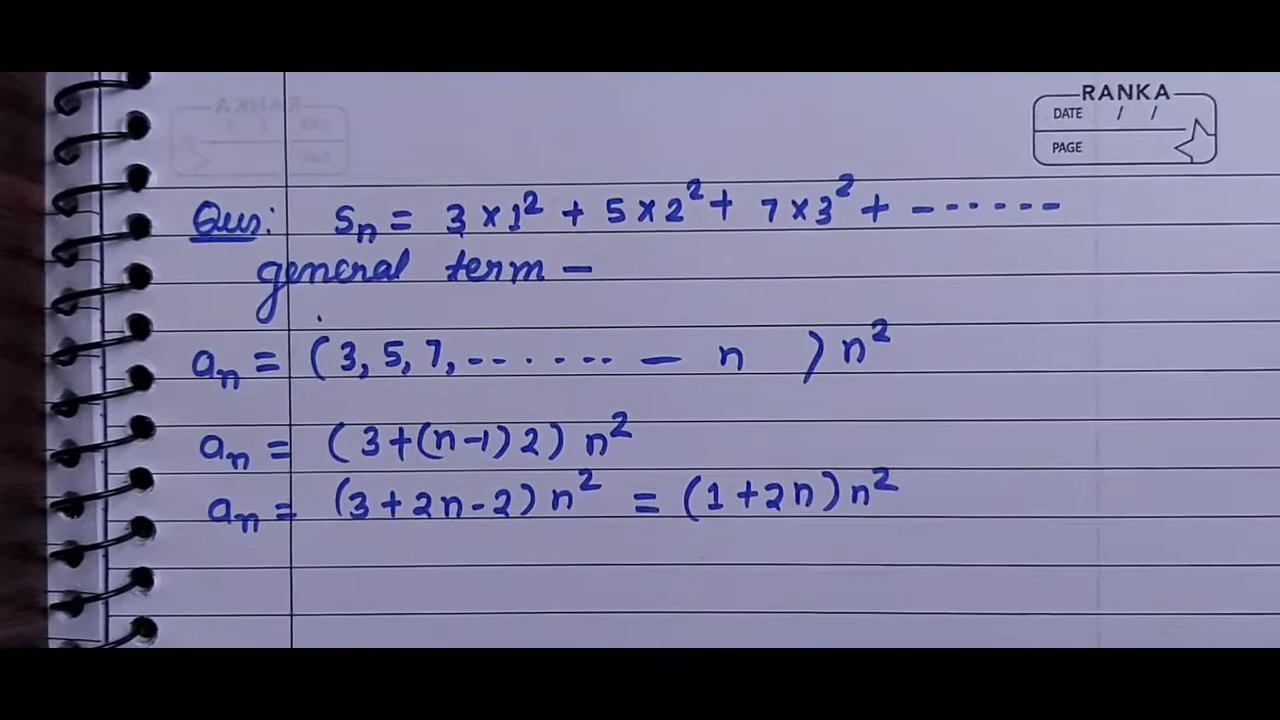 RANKA
DATE / /
PAGE
Qus: Sn = 3×1² + 5×2² + 7×3² + -------
general term —
an = (3, 5, 7, -------- — n ) n²
an = (3+(n-1)2) n²
an = (3+2n-2) n² = (1+2n) n²